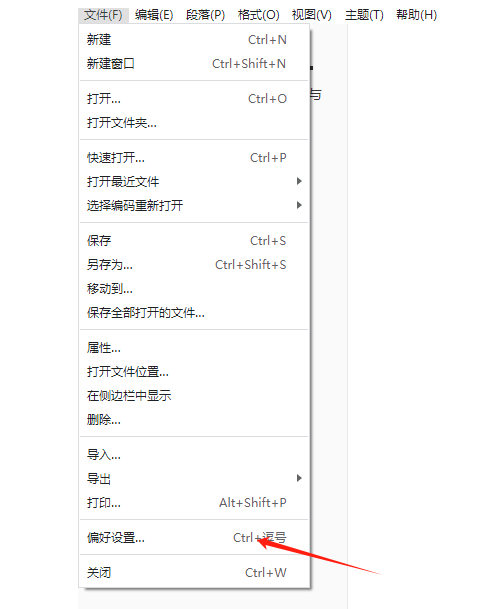 文件(F) 编辑(E) 段落(P) 格式(O) 视图(V) 主题(T) 帮助(H)
新建 Ctrl+N
新建窗口 Ctrl+Shift+N
与
打开... Ctrl+O
打开文件夹...
快速打开... Ctrl+P
打开最近文件
选择编码重新打开
保存 Ctrl+S
另存为... Ctrl+Shift+S
移动到...
保存全部打开的文件...
属性...
打开文件位置...
在侧边栏中显示
删除...
导入...
导出
打印... Alt+Shift+P
偏好设置... Ctrl+逗号
关闭 Ctrl+W